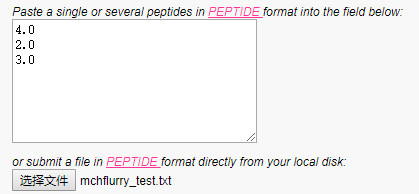 Paste a single or several peptides in PEPTIDE format into the field below:
4.0
2.0
3.0
or submit a file in PEPTIDE format directly from your local disk:
选择文件 mchflurry_test.txt